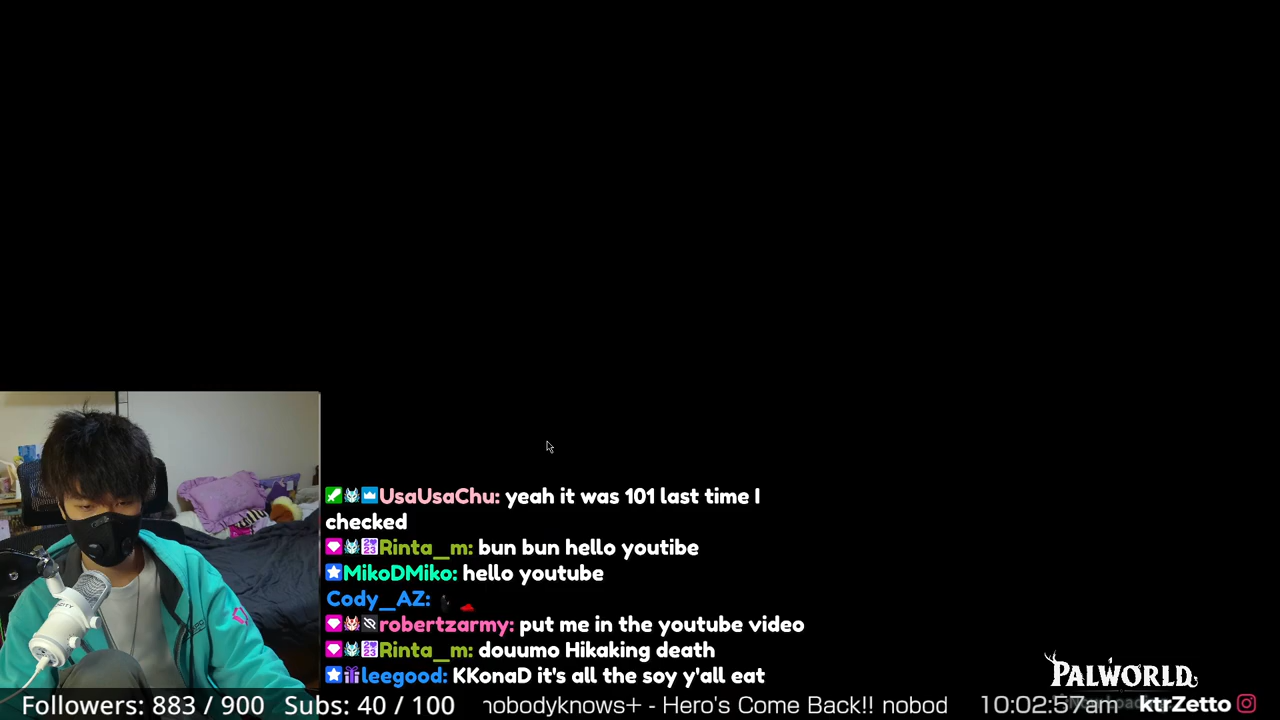 UsaUsaChu: yeah it was 101 last time I
checked
Rinta_m: bun bun hello youtibe
MikoDMiko: hello youtube
Cody_AZ:
robertzarmy: put me in the youtube video
Rinta_m: douumo Hikaking death
leegood: KKonaD it's all the soy y'all eat
PALWORLD
Followers: 883 / 900 Subs: 40 / 100 nobodyknows+ - Hero's Come Back!! nobod 10:02:57am ktrZetto